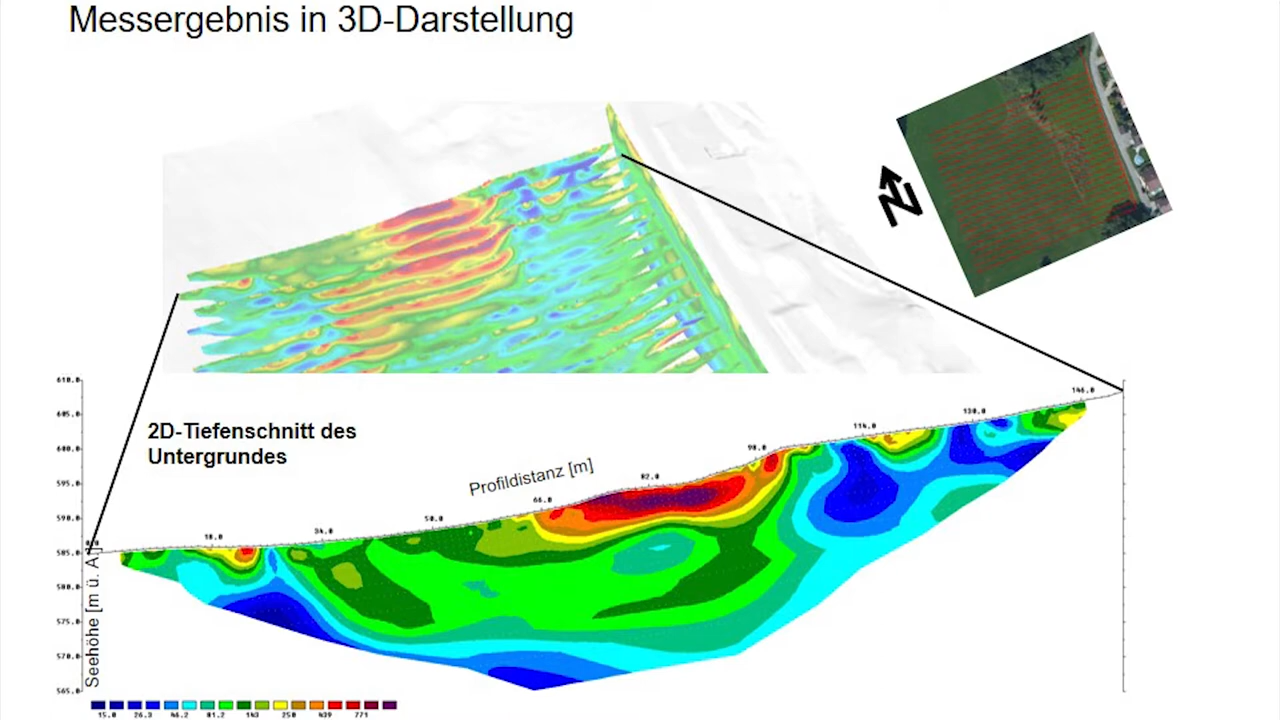 Messergebnis in 3D-Darstellung
N
610.0
605.0
600.0
595.0
590.0
585.0
580.0
575.0
570.0
565.0
Seehöhe [m ü. A
2D-Tiefenschnitt des
Untergrundes
Profildistanz [m]
18.0
34.0
50.0
66.0
82.0
98.0
114.0
130.0
146.0
15.0 26.3 46.2 81.2 143 250 439 771